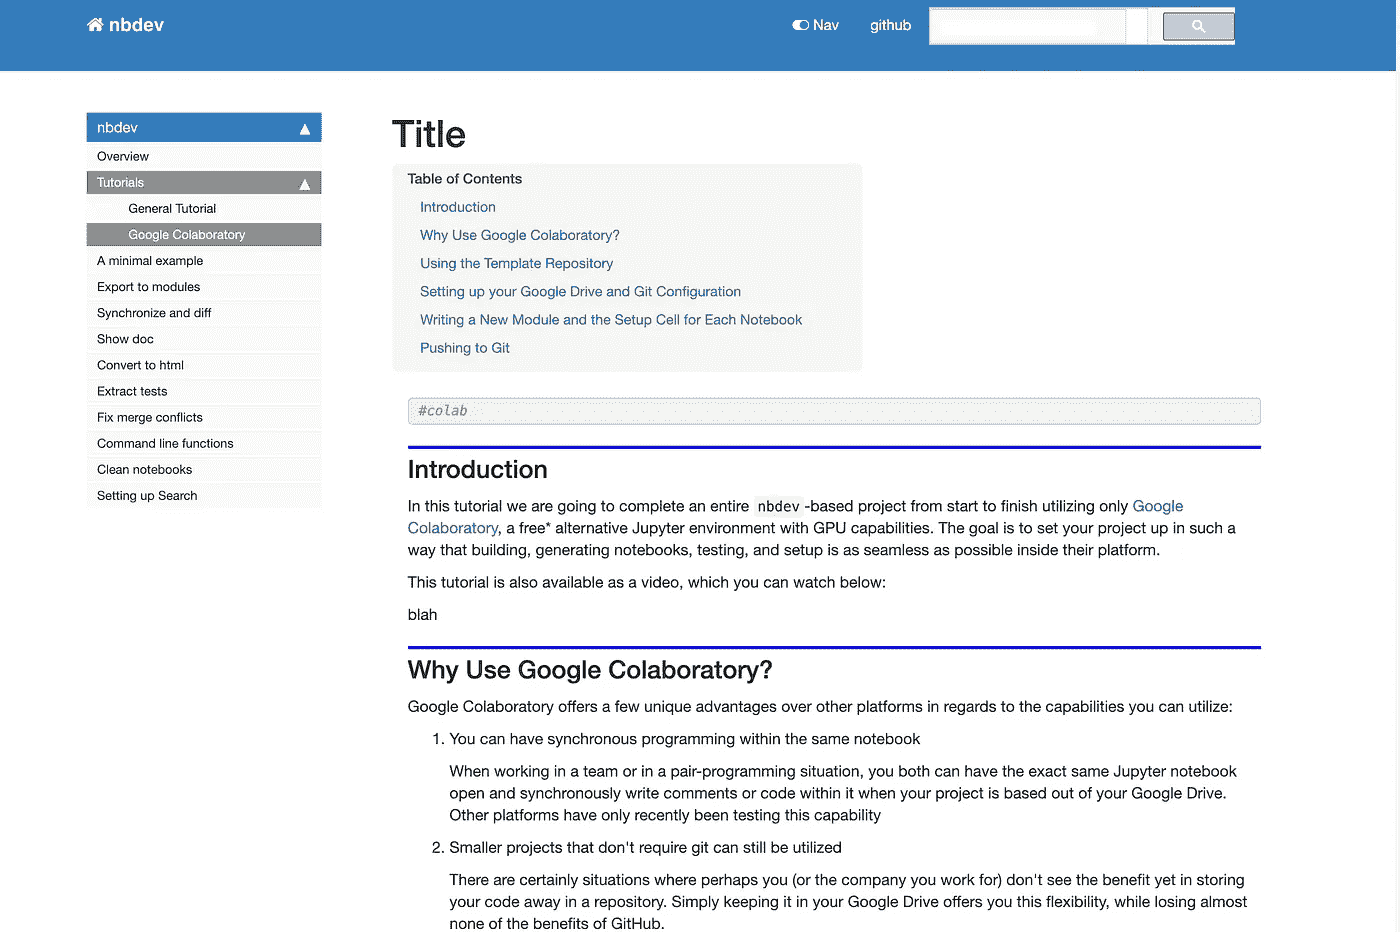 nbdev
Nav
github
nbdev
Overview
Tutorials
General Tutorial
Google Colaboratory
A minimal example
Export to modules
Synchronize and diff
Show doc
Convert to html
Extract tests
Fix merge conflicts
Command line functions
Clean notebooks
Setting up Search
Title
Table of Contents
Introduction
Why Use Google Colaboratory?
Using the Template Repository
Setting up your Google Drive and Git Configuration
Writing a New Module and the Setup Cell for Each Notebook
Pushing to Git
#colab
Introduction
In this tutorial we are going to complete an entire nbdev -based project from start to finish utilizing only Google
Colaboratory, a free* alternative Jupyter environment with GPU capabilities. The goal is to set your project up in such a
way that building, generating notebooks, testing, and setup is as seamless as possible inside their platform.
This tutorial is also available as a video, which you can watch below:
blah
Why Use Google Colaboratory?
Google Colaboratory offers a few unique advantages over other platforms in regards to the capabilities you can utilize:
1. You can have synchronous programming within the same notebook
When working in a team or in a pair-programming situation, you both can have the exact same Jupyter notebook
open and synchronously write comments or code within it when your project is based out of your Google Drive.
Other platforms have only recently been testing this capability
2. Smaller projects that don't require git can still be utilized
There are certainly situations where perhaps you (or the company you work for) don't see the benefit yet in storing
your code away in a repository. Simply keeping it in your Google Drive offers you this flexibility, while losing almost
none of the benefits of GitHub.